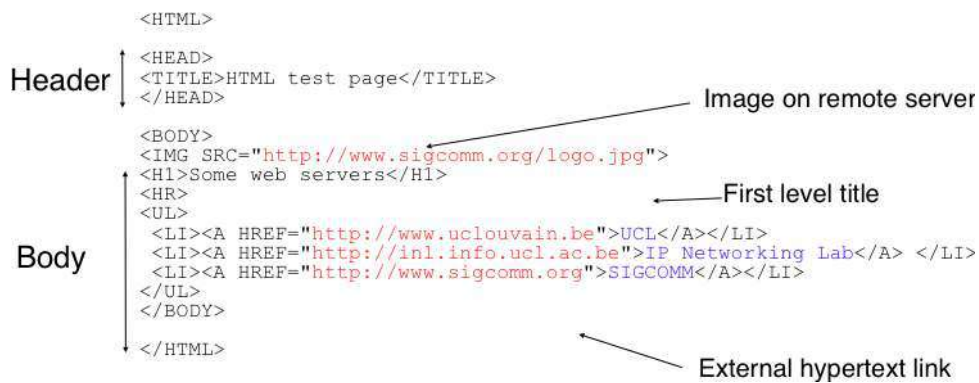 <HTML>
<HEAD>
Header
<TITLE>HTML test page</TITLE>
</HEAD>
Image on remote server
<BODY>
<IMG SRC="http://www.sigcomm.org/logo.jpg">
<H1>Some web servers</H1>
<HR>
First level title
<UL>
<LI><A HREF="http://www.uclouvain.be">UCL</A></LI>
Body
<LI><A HREF="http://inl.info.ucl.ac.be">IP Networking Lab</A> </LI>
<LI><A HREF="http://www.sigcomm.org">SIGCOMM</A></LI>
</UL>
</BODY>
</HTML>
External hypertext link